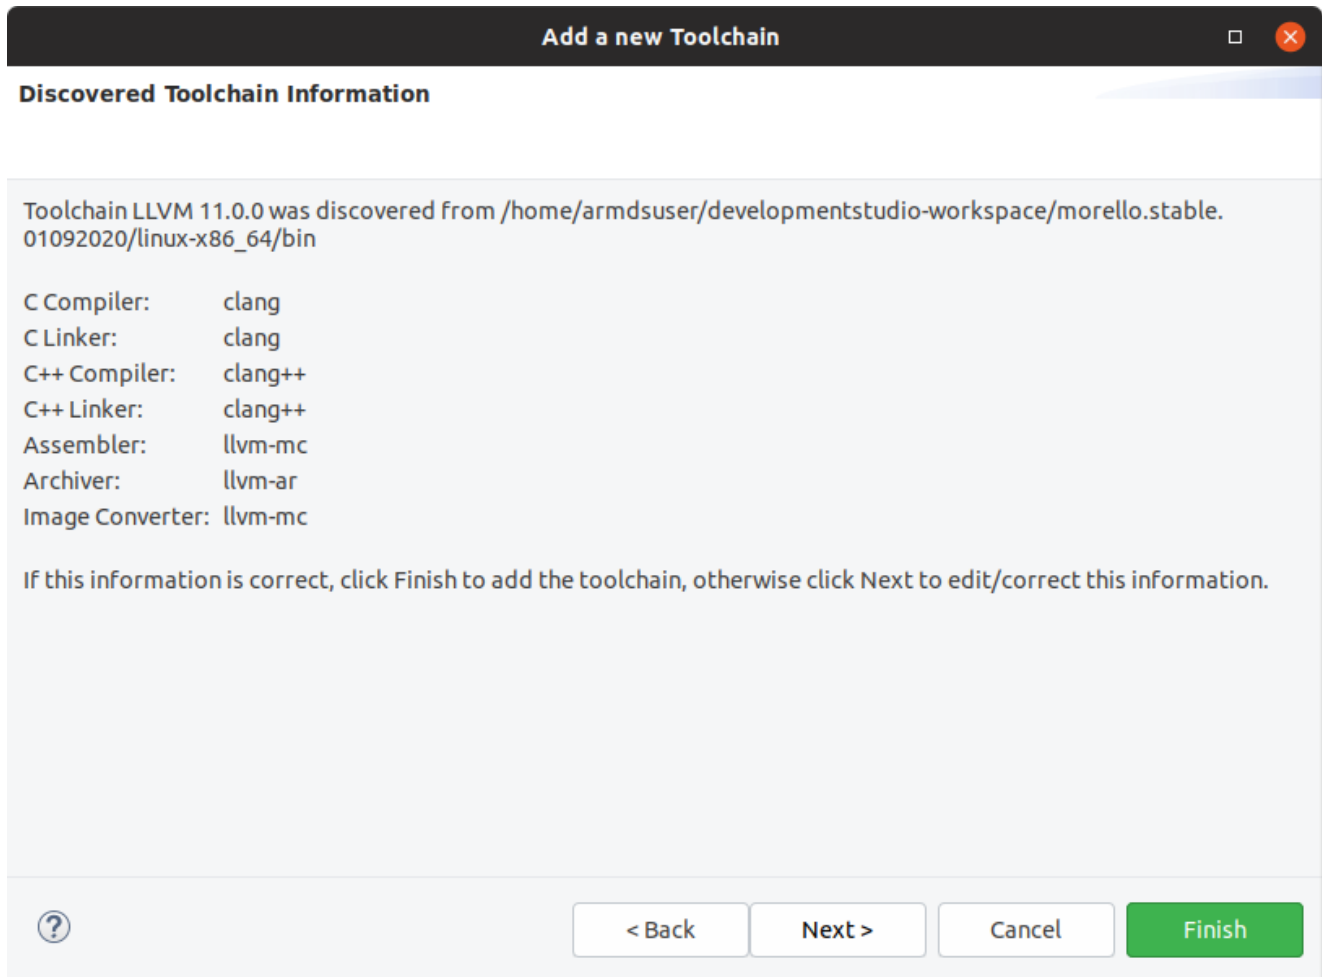 Add a new Toolchain
Discovered Toolchain Information
Toolchain LLVM 11.0.0 was discovered from /home/armdsuser/developmentstudio-workspace/morello.stable.
01092020/linux-x86_64/bin
C Compiler: clang
C Linker: clang
C++ Compiler: clang++
C++ Linker: clang++
Assembler: llvm-mc
Archiver: llvm-ar
Image Converter: llvm-mc
If this information is correct, click Finish to add the toolchain, otherwise click Next to edit/correct this information.
? < Back Next > Cancel Finish